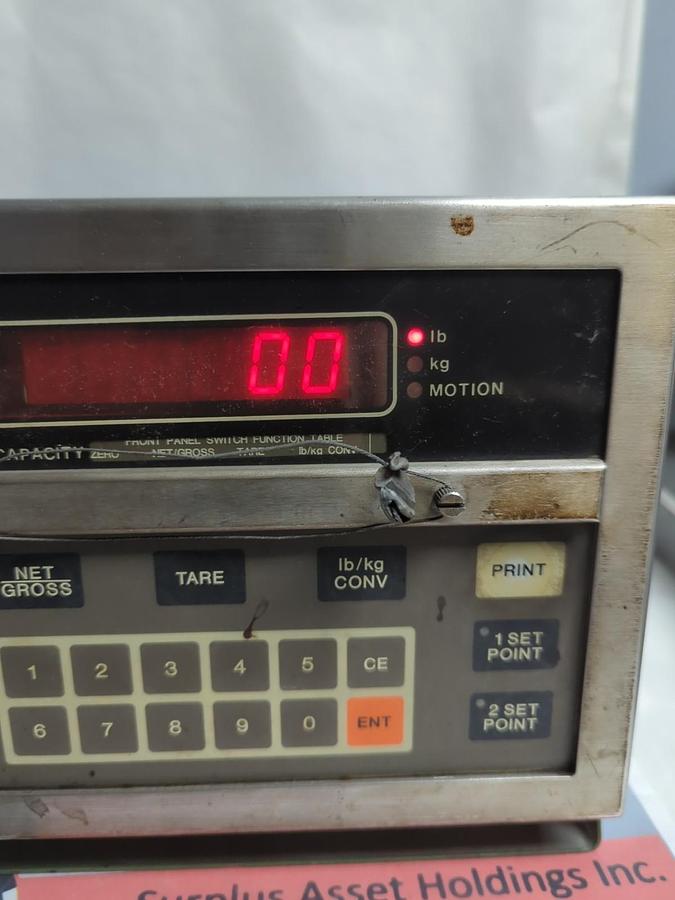 00
lb
kg
MOTION
FRONT PANEL SWITCH FUNCTION TABLE
CAPACITY ZERO NET/GROSS TARE lb/kg CONV
NET
GROSS
TARE
lb/kg
CONV
PRINT
1 SET
POINT
1 2 3 4 5 CE
6 7 8 9 0 ENT
2 SET
POINT
Surplus Asset Holdings Inc.